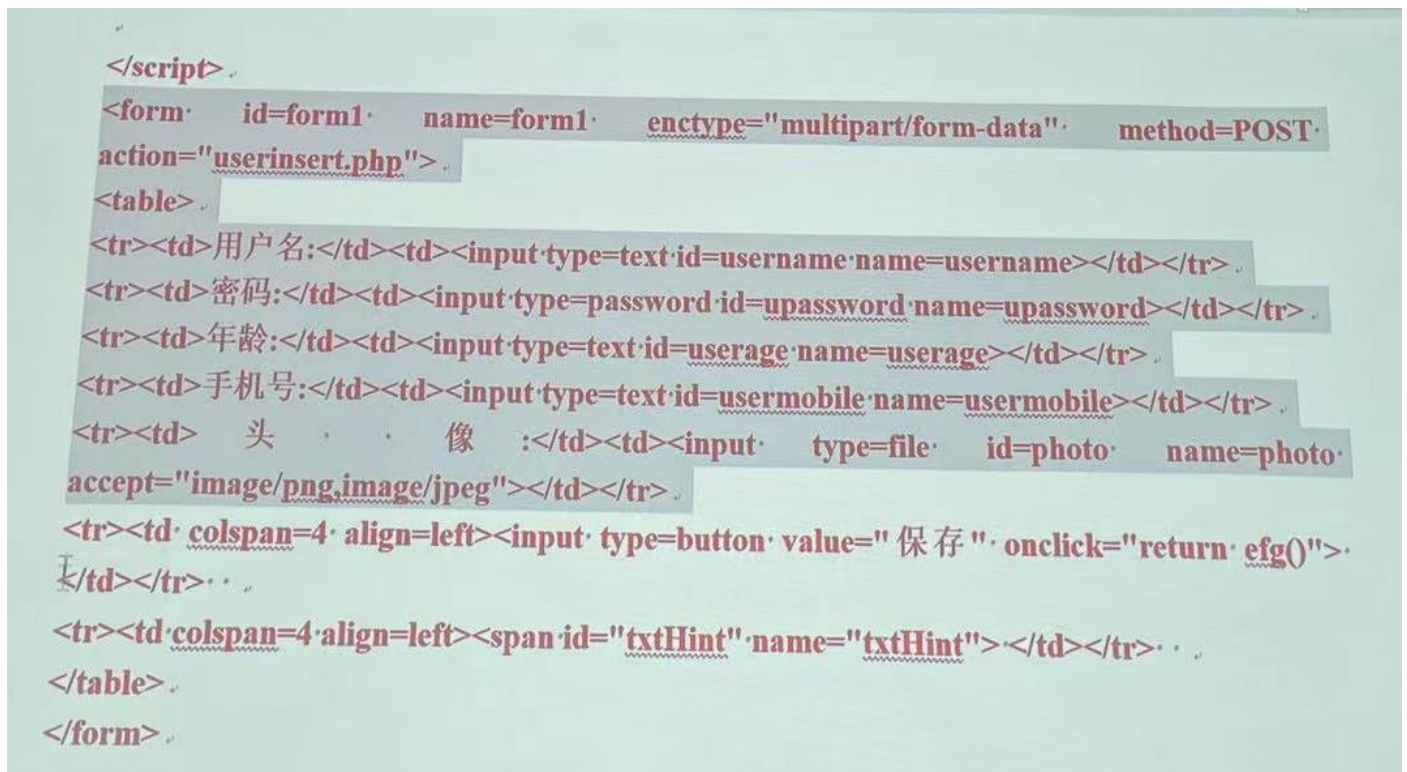 </script>
<form id=form1 name=form1 enctype="multipart/form-data" method=POST
action="userinsert.php">
<table>
<tr><td>用户名:</td><td><input type=text id=username name=username></td></tr>
<tr><td>密码:</td><td><input type=password id=upassword name=upassword></td></tr>
<tr><td>年龄:</td><td><input type=text id=userage name=userage></td></tr>
<tr><td>手机号:</td><td><input type=text id=usermobile name=usermobile></td></tr>
<tr><td> 头 像 :</td><td><input type=file id=photo name=photo
accept="image/png,image/jpeg"></td></tr>
<tr><td colspan=4 align=left><input type=button value="保存" onclick="return efg()">
</td></tr>
<tr><td colspan=4 align=left><span id="txtHint" name="txtHint"> </td></tr>
</table>
</form>